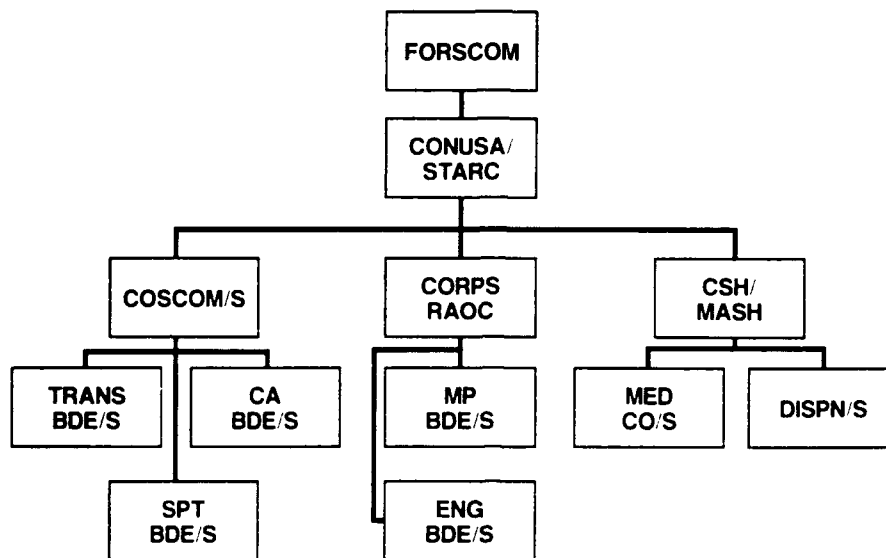 FORSCOM
CONUSA/
STARC
COSCOM/S
CORPS
RAOC
CSH/
MASH
TRANS
BDE/S
CA
BDE/S
MP
BDE/S
MED
CO/S
DISPN/S
SPT
BDE/S
ENG
BDE/S